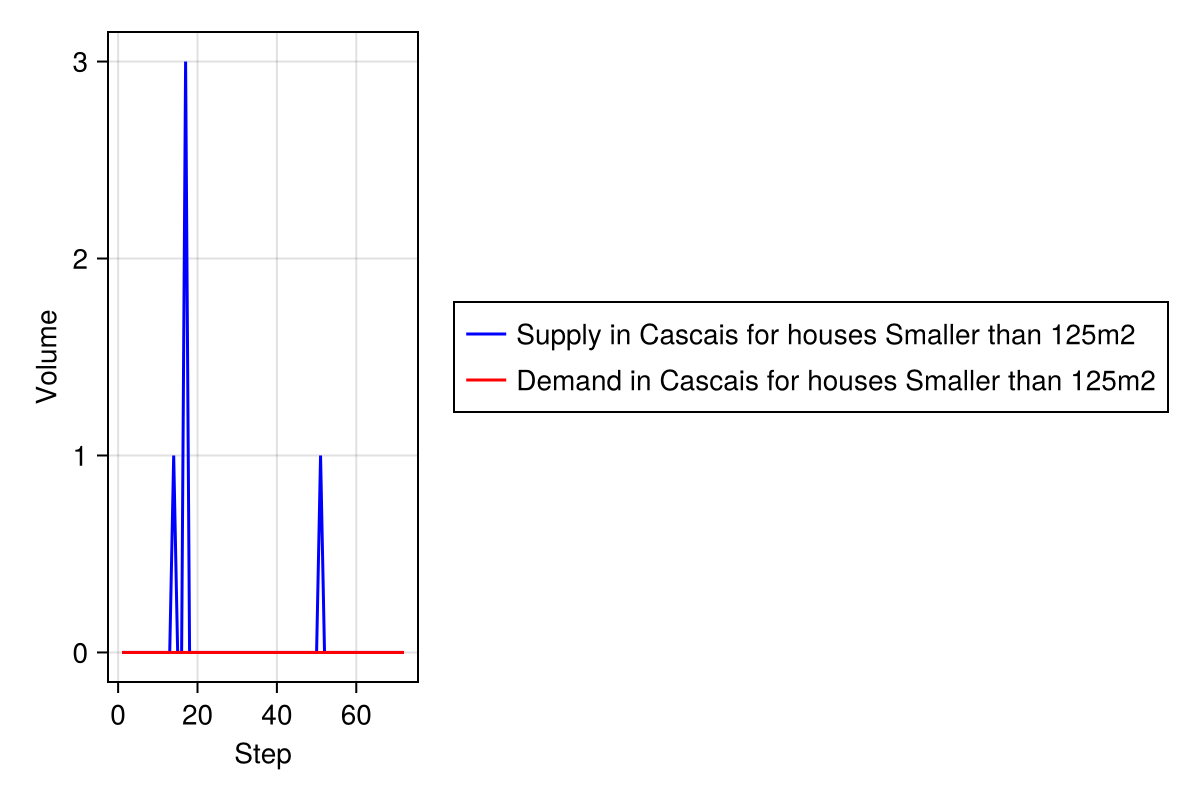 3
2
1
0
Volume
0 20 40 60
Step
Supply in Cascais for houses Smaller than 125m2
Demand in Cascais for houses Smaller than 125m2